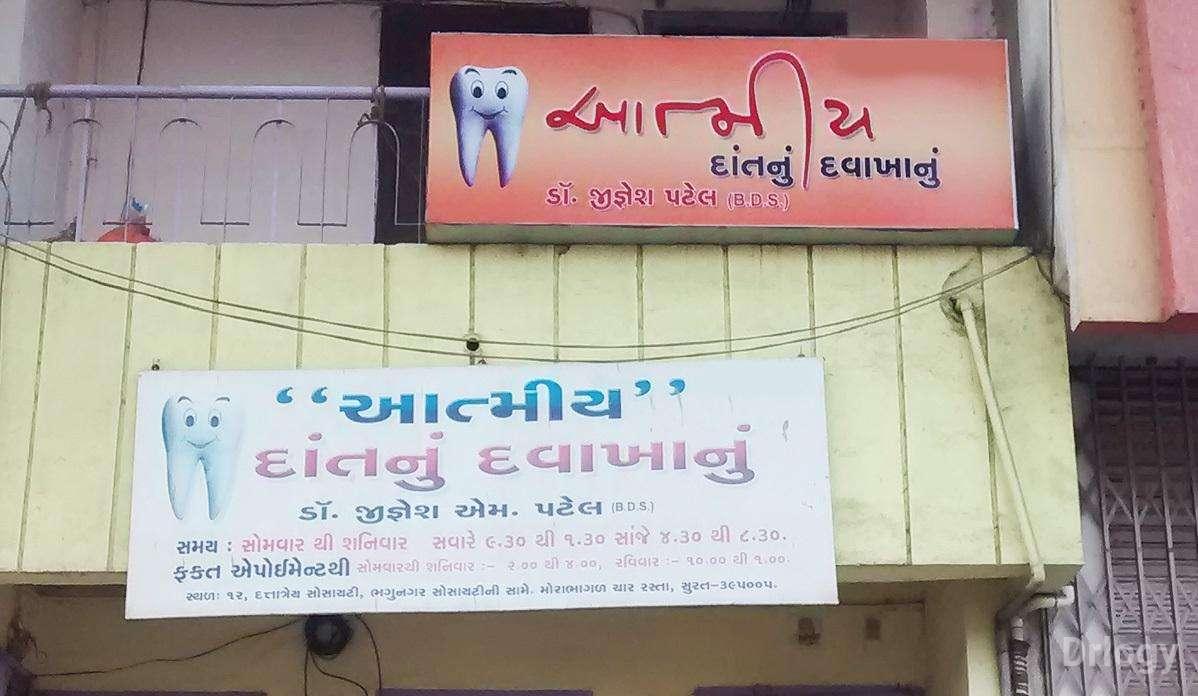 આત્મીય
દાંતનું દવાખાનું
ડૉ. જીજ્ઞેશ પટેલ (B.D.S.)
‘‘આત્મીય’’
દાંતનું દવાખાનું
ડૉ. જીજ્ઞેશ એમ. પટેલ (B.D.S.)
સમય : સોમવાર થી શનિવાર સવારે ૯.૩૦ થી ૧.૩૦ સાંજે ૪.૩૦ થી ૮.૩૦.
ફક્ત એપોઈમેન્ટથી સોમવારથી શનિવાર :- ૨.૦૦ થી ૪.૦૦, રવિવાર :- ૧૦.૦૦ થી ૧.૦૦.
સ્થળઃ ૧૨, દત્તાત્રેય સોસાયટી, ભગુનગર સોસાયટીની સામે. મોરાભાગળ ચાર રસ્તા, સુરત-૩૯૫૦૦૫.
Drlogy